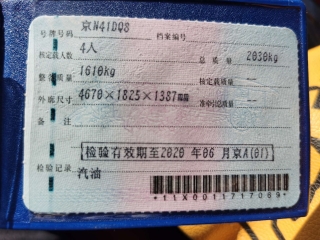 号牌号码 京N41DQ8 档案编号
核定载人数 4人 总质量 2030kg
整备质量 1610kg 核定载质量 --
外廓尺寸 4670×1825×1387mm 准牵引总质量 --
备注
检验有效期至2020年06月京A(01)
检验记录 汽油
*11X0011717069*